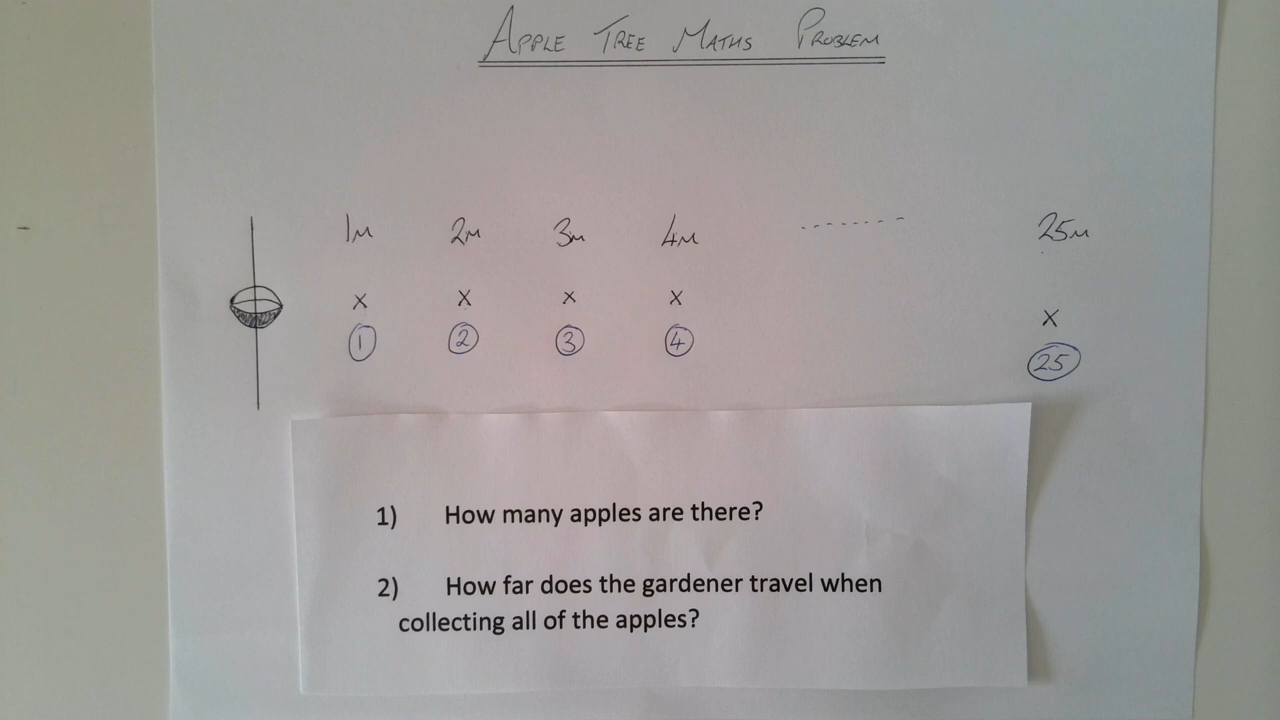 APPLE TREE MATHS PROBLEM
1M 2M 3M 4M -------- 25M
x x x x x
1 2 3 4 25
1) How many apples are there?
2) How far does the gardener travel when
collecting all of the apples?